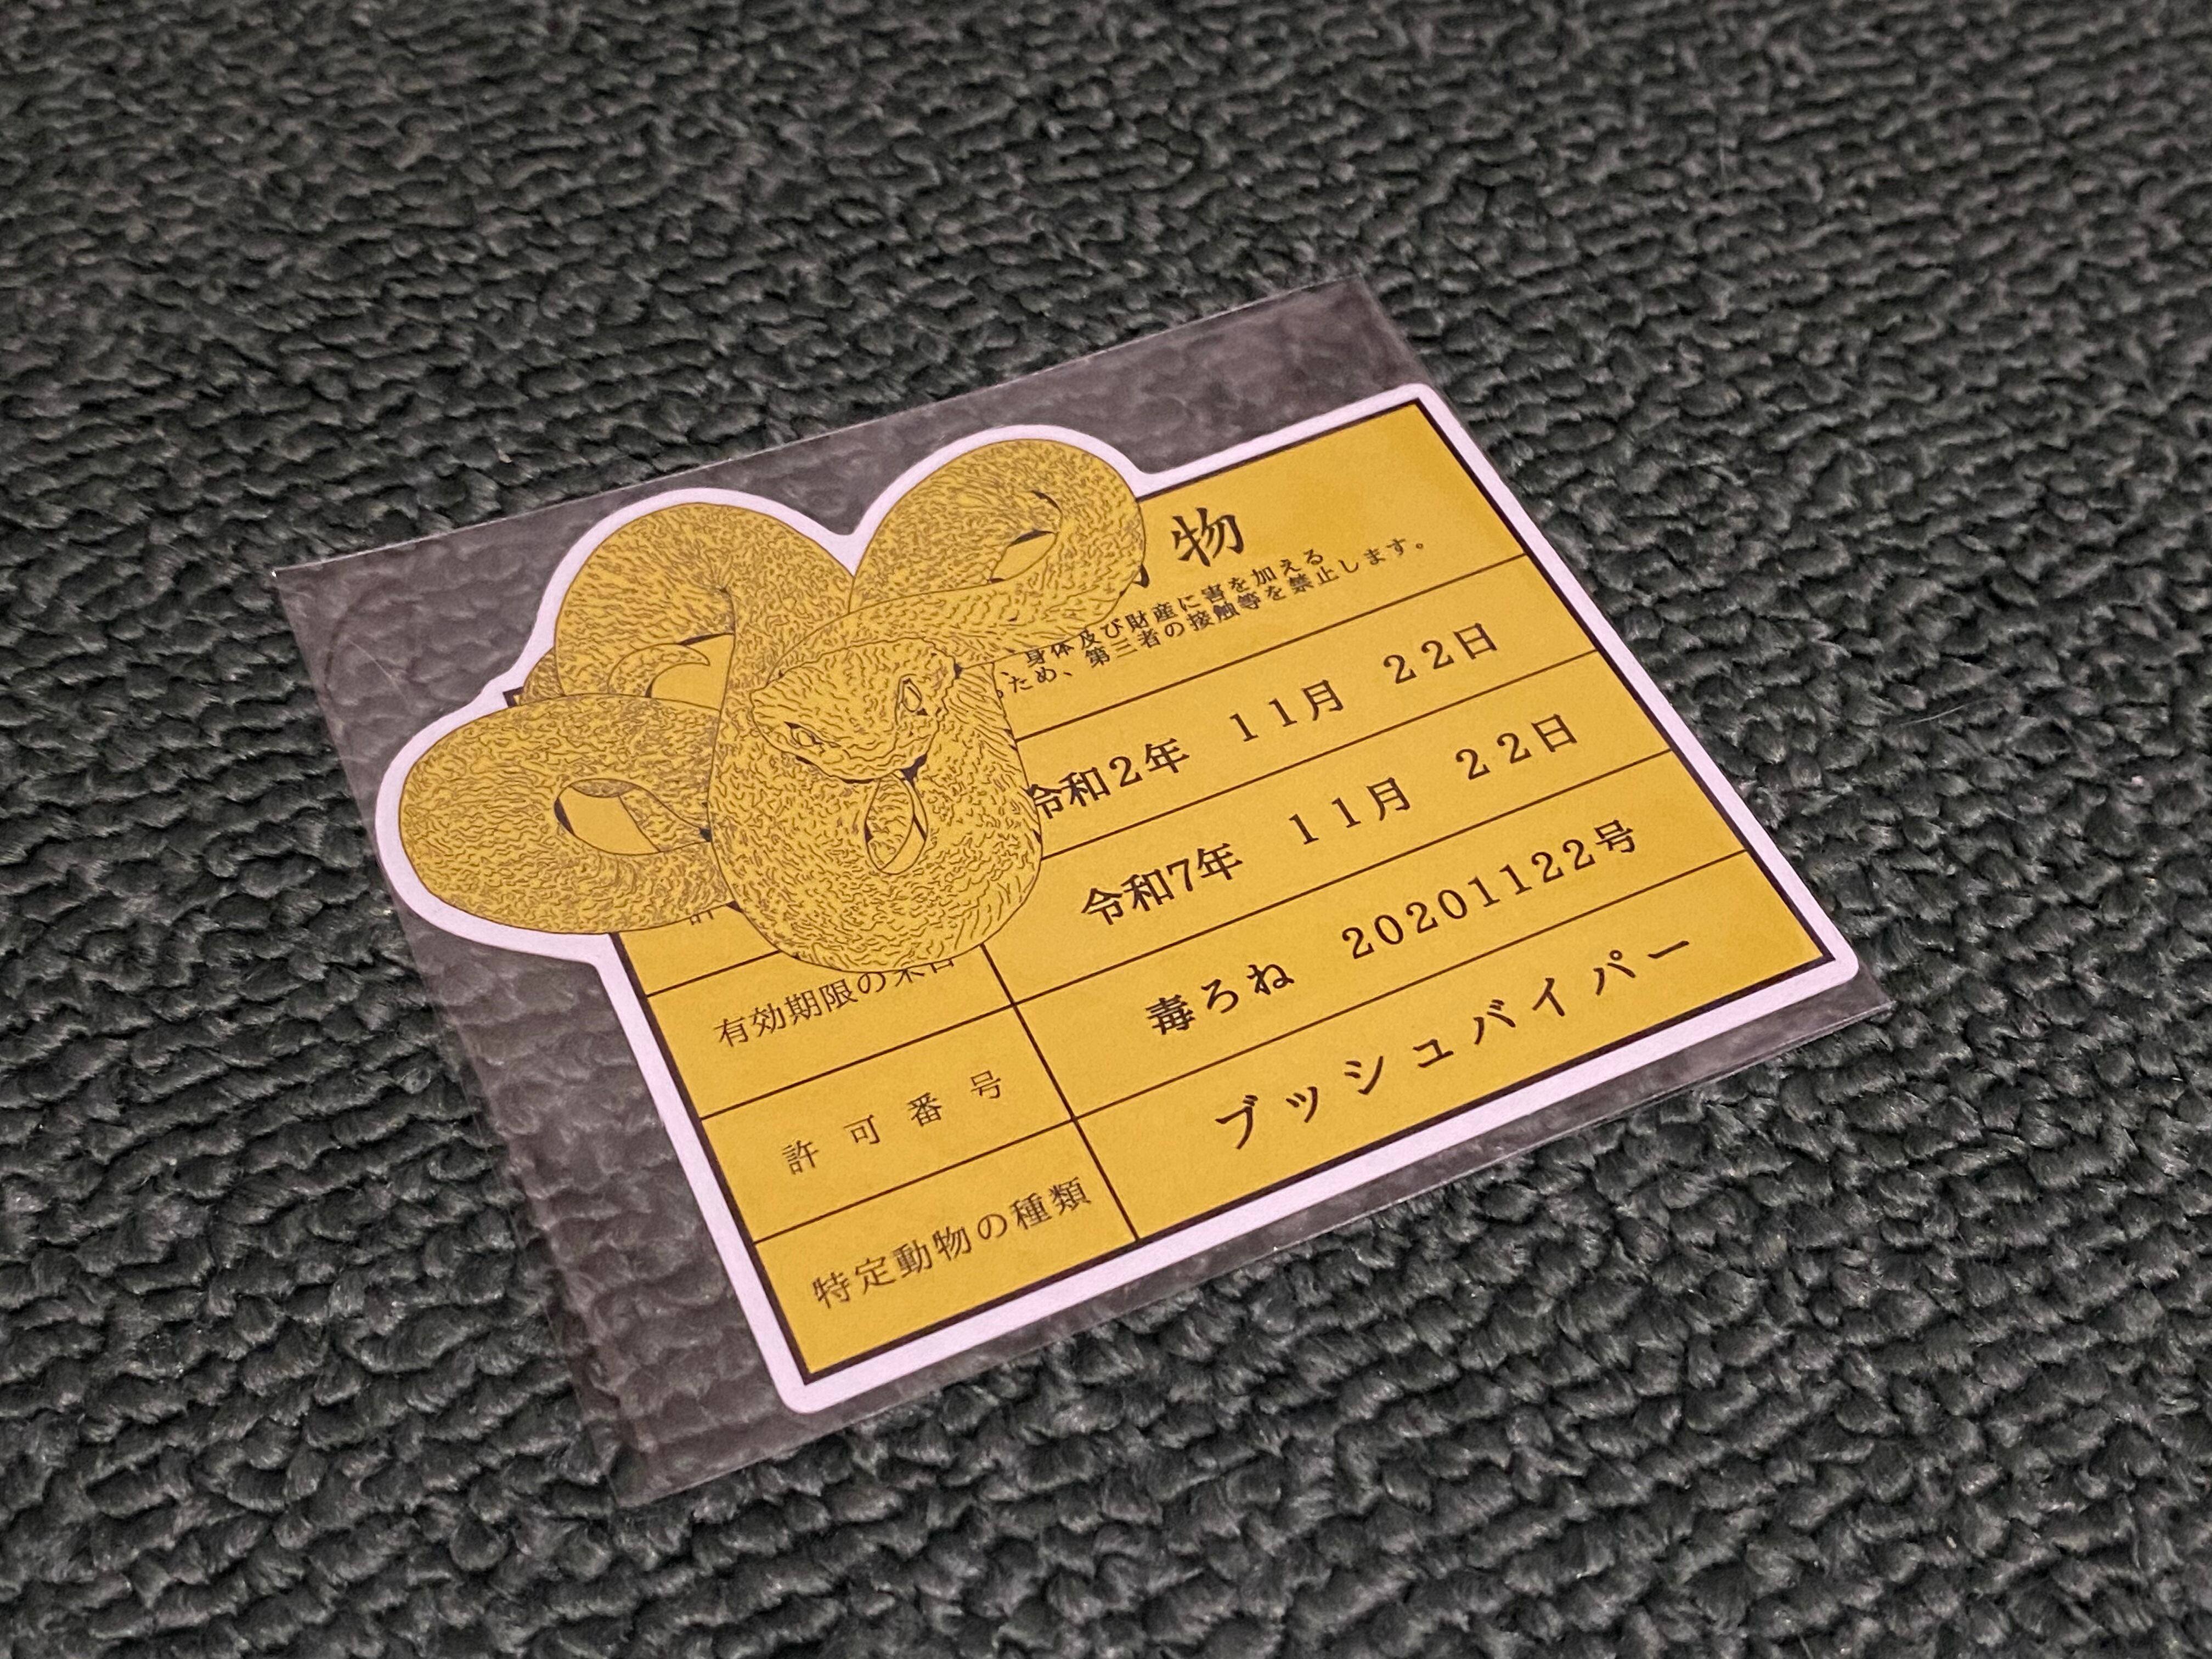 物
身体及び財産に害を加える
ため、第三者の接触等を禁止します。
令和2年 11月 22日
有効期限の末日 令和7年 11月 22日
許可番号 毒ろね 20201122号
特定動物の種類 ブッシュバイパー